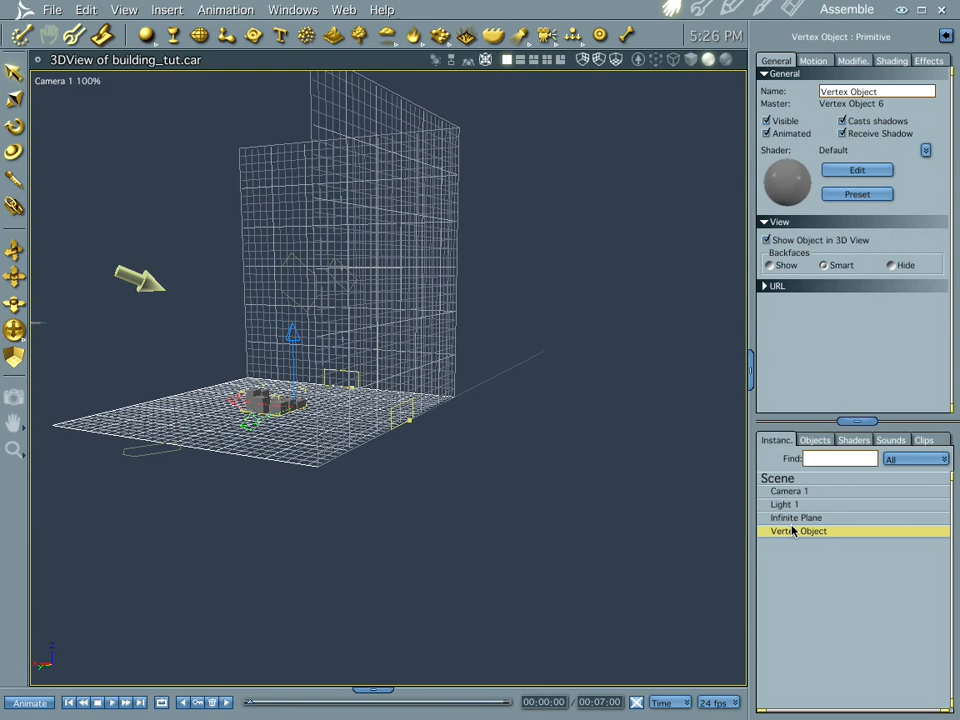 File Edit View Insert Animation Windows Web Help Assemble
5:26 PM
Vertex Object : Primitive
3DView of building_tut.car
General Motion Modifie. Shading Effects
General
Camera 1 100%
Name: Vertex Object
Master: Vertex Object 6
Visible Casts shadows
Animated Receive Shadow
Shader: Default
Edit
Preset
View
Show Object in 3D View
Backfaces
Show Smart Hide
URL
Instanc. Objects Shaders Sounds Clips
Find: All
Scene
Camera 1
Light 1
Infinite Plane
Vertex Object
Z
Animate 00:00:00 / 00:07:00 Time 24 fps